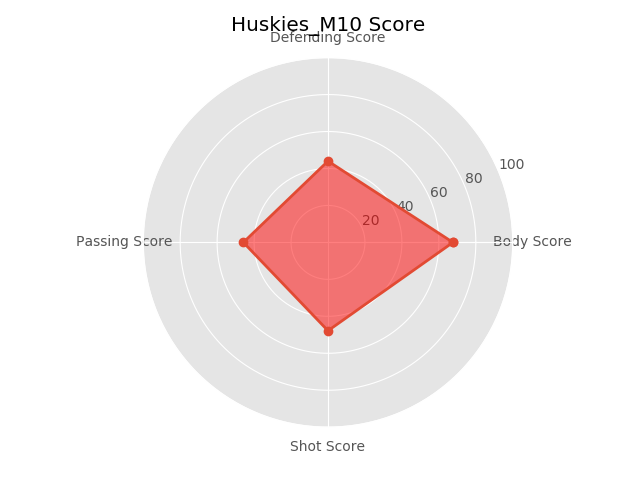 Huskies_M10 Score
Defending Score
100
80
60
40
20
Passing Score
Body Score
Shot Score